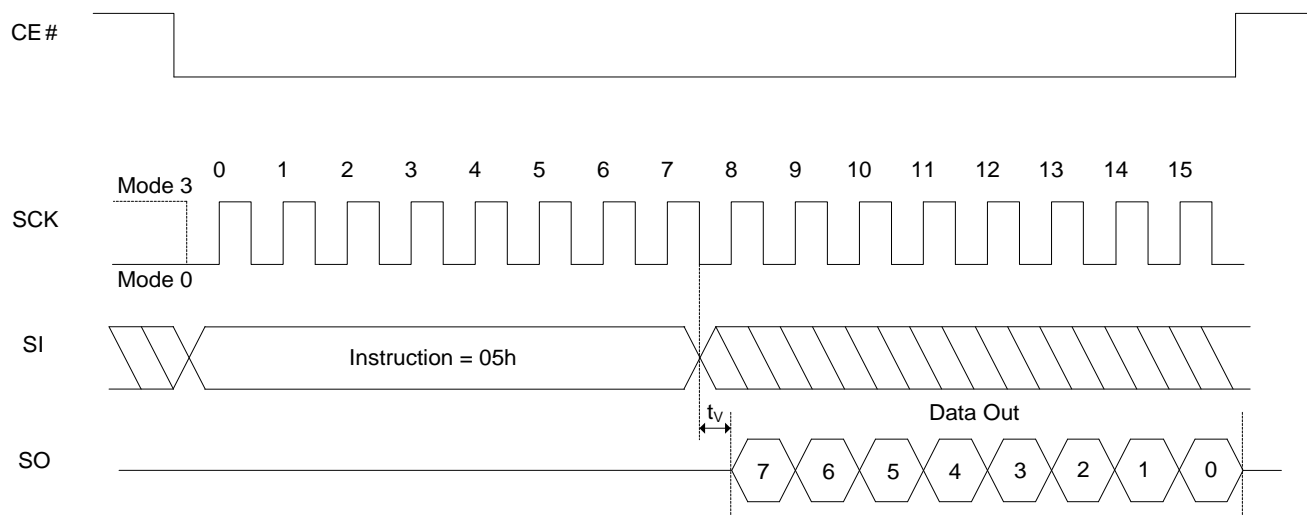 CE #
0 1 2 3 4 5 6 7 8 9 10 11 12 13 14 15
Mode 3
SCK
Mode 0
SI
Instruction = 05h
tV
Data Out
SO
7 6 5 4 3 2 1 0